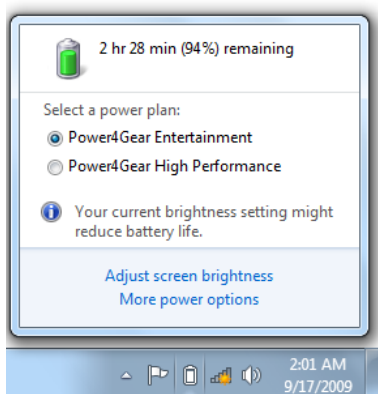 2 hr 28 min (94%) remaining
Select a power plan:
Power4Gear Entertainment
Power4Gear High Performance
Your current brightness setting might
reduce battery life.
Adjust screen brightness
More power options
2:01 AM
9/17/2009